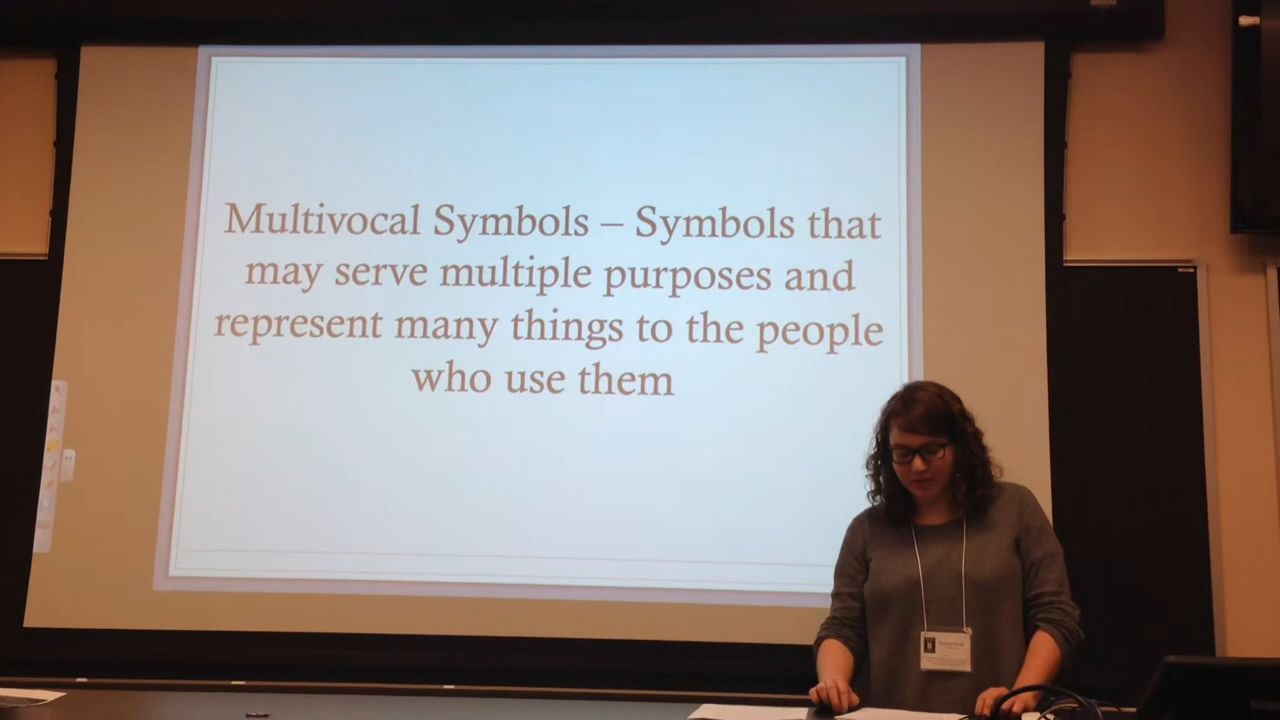 Multivocal Symbols – Symbols that
may serve multiple purposes and
represent many things to the people
who use them